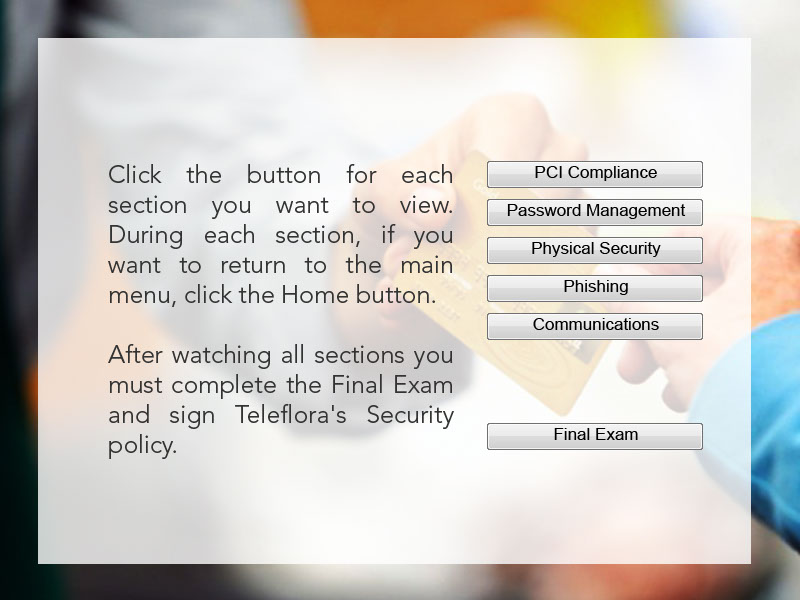 Click the button for each
section you want to view.
During each section, if you
want to return to the main
menu, click the Home button.
After watching all sections you
must complete the Final Exam
and sign Teleflora's Security
policy.
PCI Compliance
Password Management
Physical Security
Phishing
Communications
Final Exam